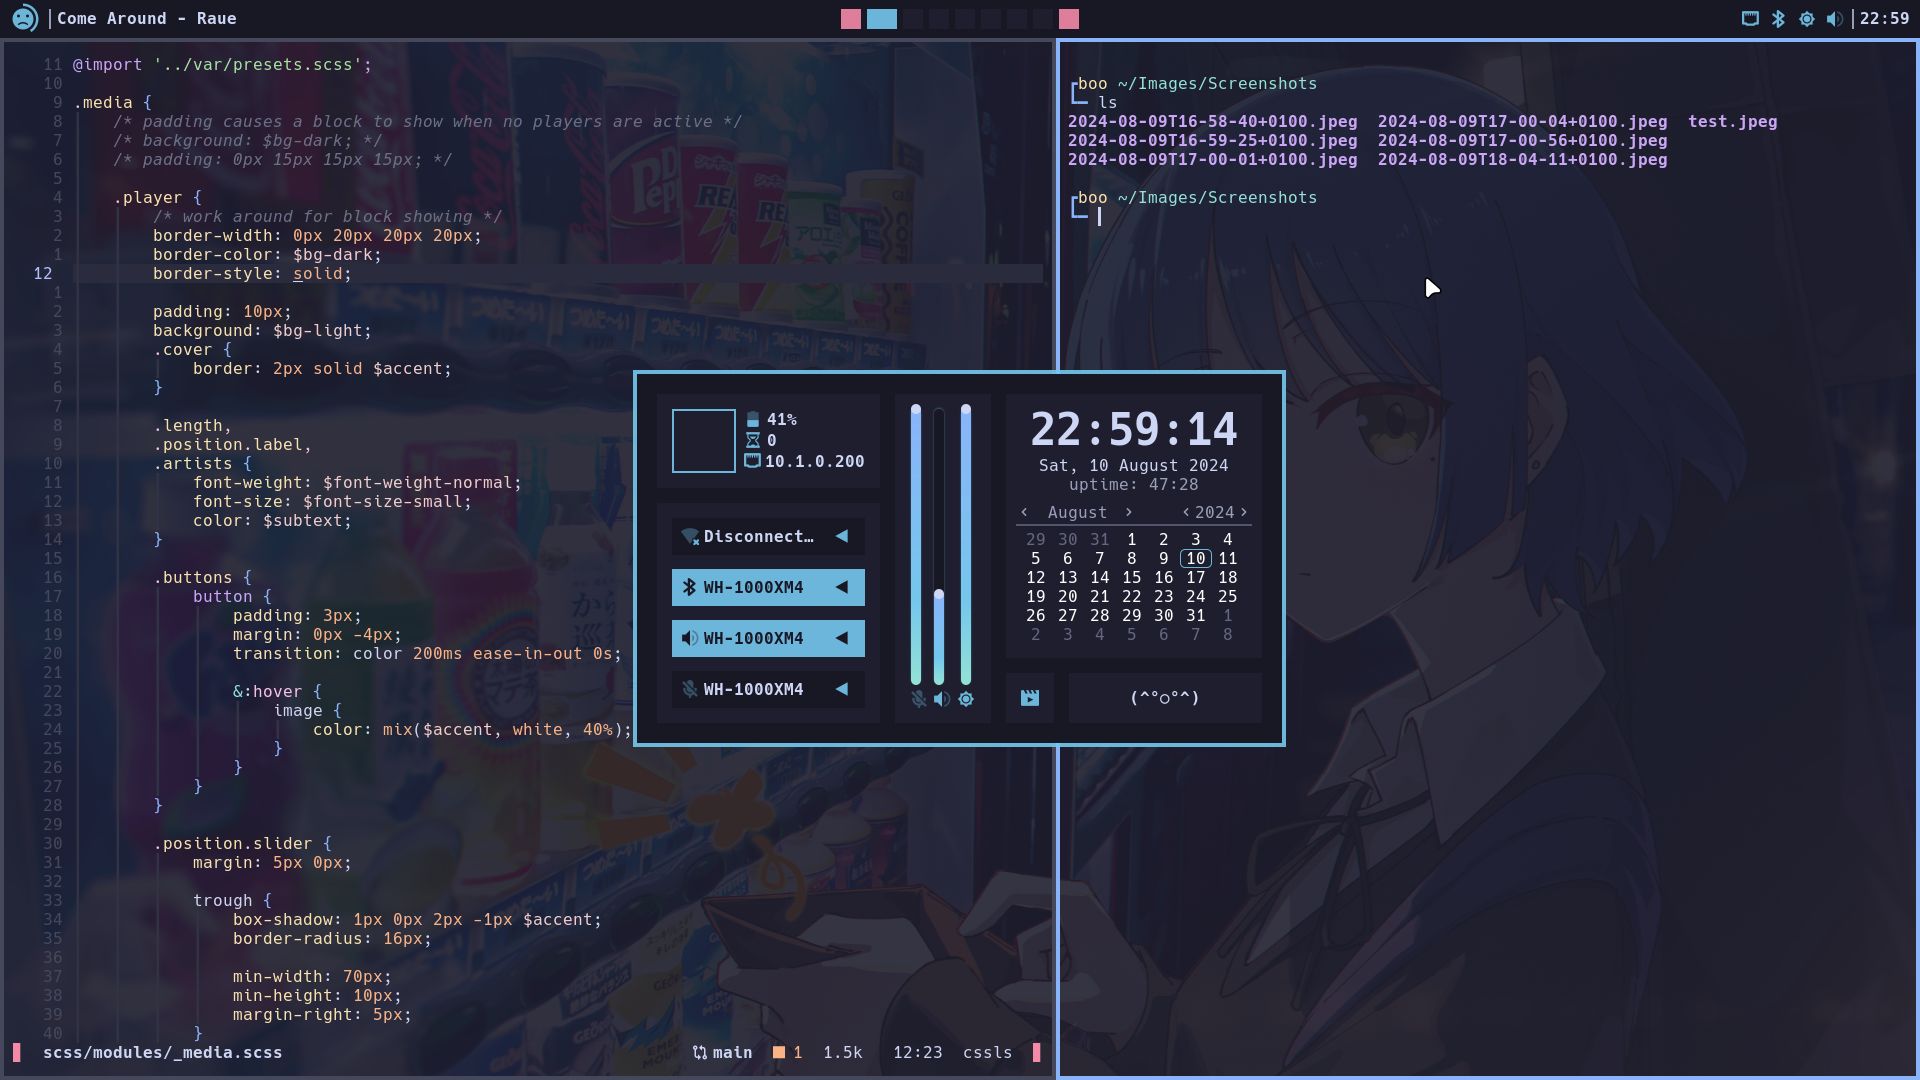 Come Around - Raue
22:59
11 @import '../var/presets.scss';
10
9 .media {
8 /* padding causes a block to show when no players are active */
7 /* background: $bg-dark; */
6 /* padding: 0px 15px 15px 15px; */
5
4 .player {
3 /* work around for block showing */
2 border-width: 0px 20px 20px 20px;
1 border-color: $bg-dark;
12 border-style: solid;
1
2 padding: 10px;
3 background: $bg-light;
4 .cover {
5 border: 2px solid $accent;
6 }
7
8 .length,
9 .position.label,
10 .artists {
11 font-weight: $font-weight-normal;
12 font-size: $font-size-small;
13 color: $subtext;
14 }
15
16 .buttons {
17 button {
18 padding: 3px;
19 margin: 0px -4px;
20 transition: color 200ms ease-in-out 0s;
21
22 &:hover {
23 image {
24 color: mix($accent, white, 40%);
25 }
26 }
27 }
28 }
29
30 .position.slider {
31 margin: 5px 0px;
32
33 trough {
34 box-shadow: 1px 0px 2px -1px $accent;
35 border-radius: 16px;
36
37 min-width: 70px;
38 min-height: 10px;
39 margin-right: 5px;
40 }
scss/modules/_media.scss main 1 1.5k 12:23 cssls
boo ~/Images/Screenshots
ls
2024-08-09T16-58-40+0100.jpeg 2024-08-09T17-00-04+0100.jpeg test.jpeg
2024-08-09T16-59-25+0100.jpeg 2024-08-09T17-00-56+0100.jpeg
2024-08-09T17-00-01+0100.jpeg 2024-08-09T18-04-11+0100.jpeg
boo ~/Images/Screenshots
41%
0
10.1.0.200
Disconnect…
WH-1000XM4
WH-1000XM4
WH-1000XM4
22:59:14
Sat, 10 August 2024
uptime: 47:28
‹ August › ‹ 2024 ›
29 30 31 1 2 3 4
5 6 7 8 9 10 11
12 13 14 15 16 17 18
19 20 21 22 23 24 25
26 27 28 29 30 31 1
2 3 4 5 6 7 8
(^°○°^)